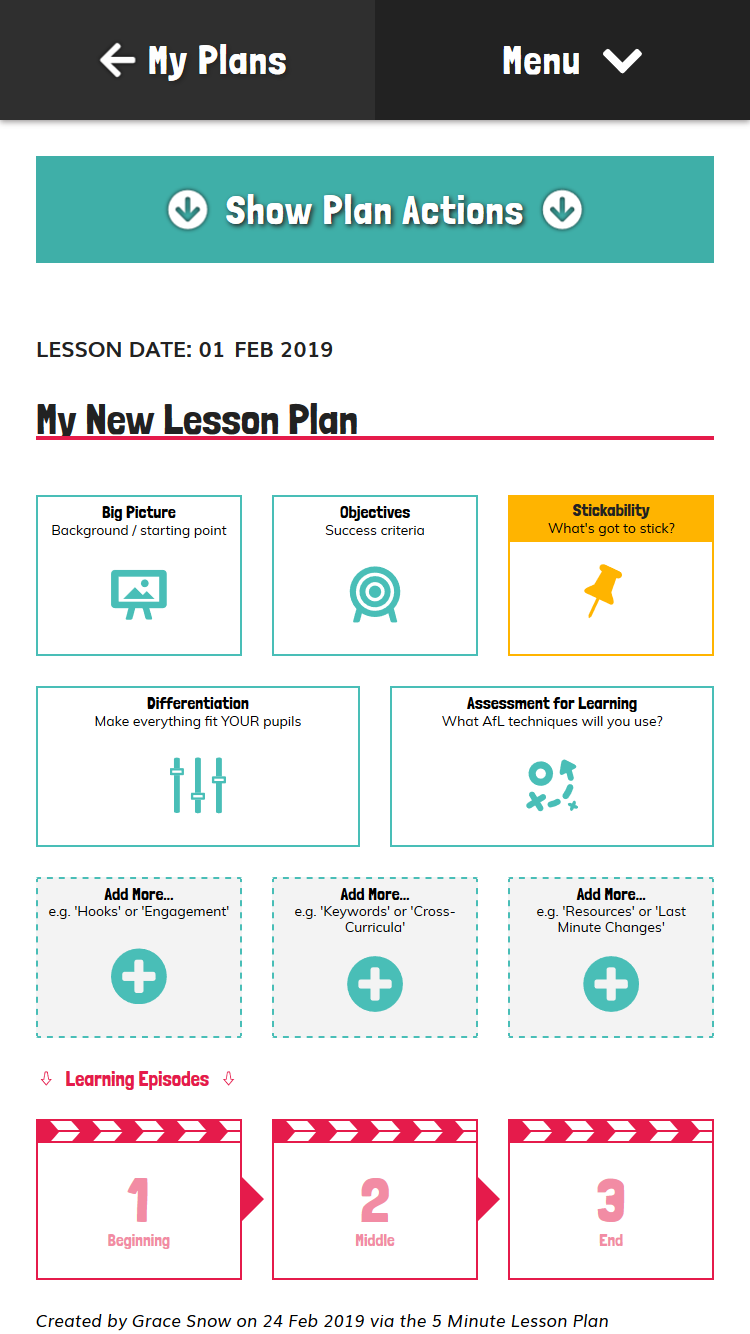 My Plans
Menu
Show Plan Actions
LESSON DATE: 01 FEB 2019
My New Lesson Plan
Big Picture
Background / starting point
Objectives
Success criteria
Stickability
What's got to stick?
Differentiation
Make everything fit YOUR pupils
Assessment for Learning
What AfL techniques will you use?
Add More...
e.g. 'Hooks' or 'Engagement'
Add More...
e.g. 'Keywords' or 'Cross-
Curricula'
Add More...
e.g. 'Resources' or 'Last
Minute Changes'
Learning Episodes
1
Beginning
2
Middle
3
End
Created by Grace Snow on 24 Feb 2019 via the 5 Minute Lesson Plan